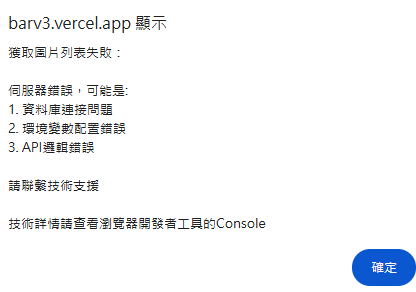 barv3.vercel.app 顯示
獲取圖片列表失敗：
伺服器錯誤，可能是:
1. 資料庫連接問題
2. 環境變數配置錯誤
3. API邏輯錯誤
請聯繫技術支援
技術詳情請查看瀏覽器開發者工具的Console
確定